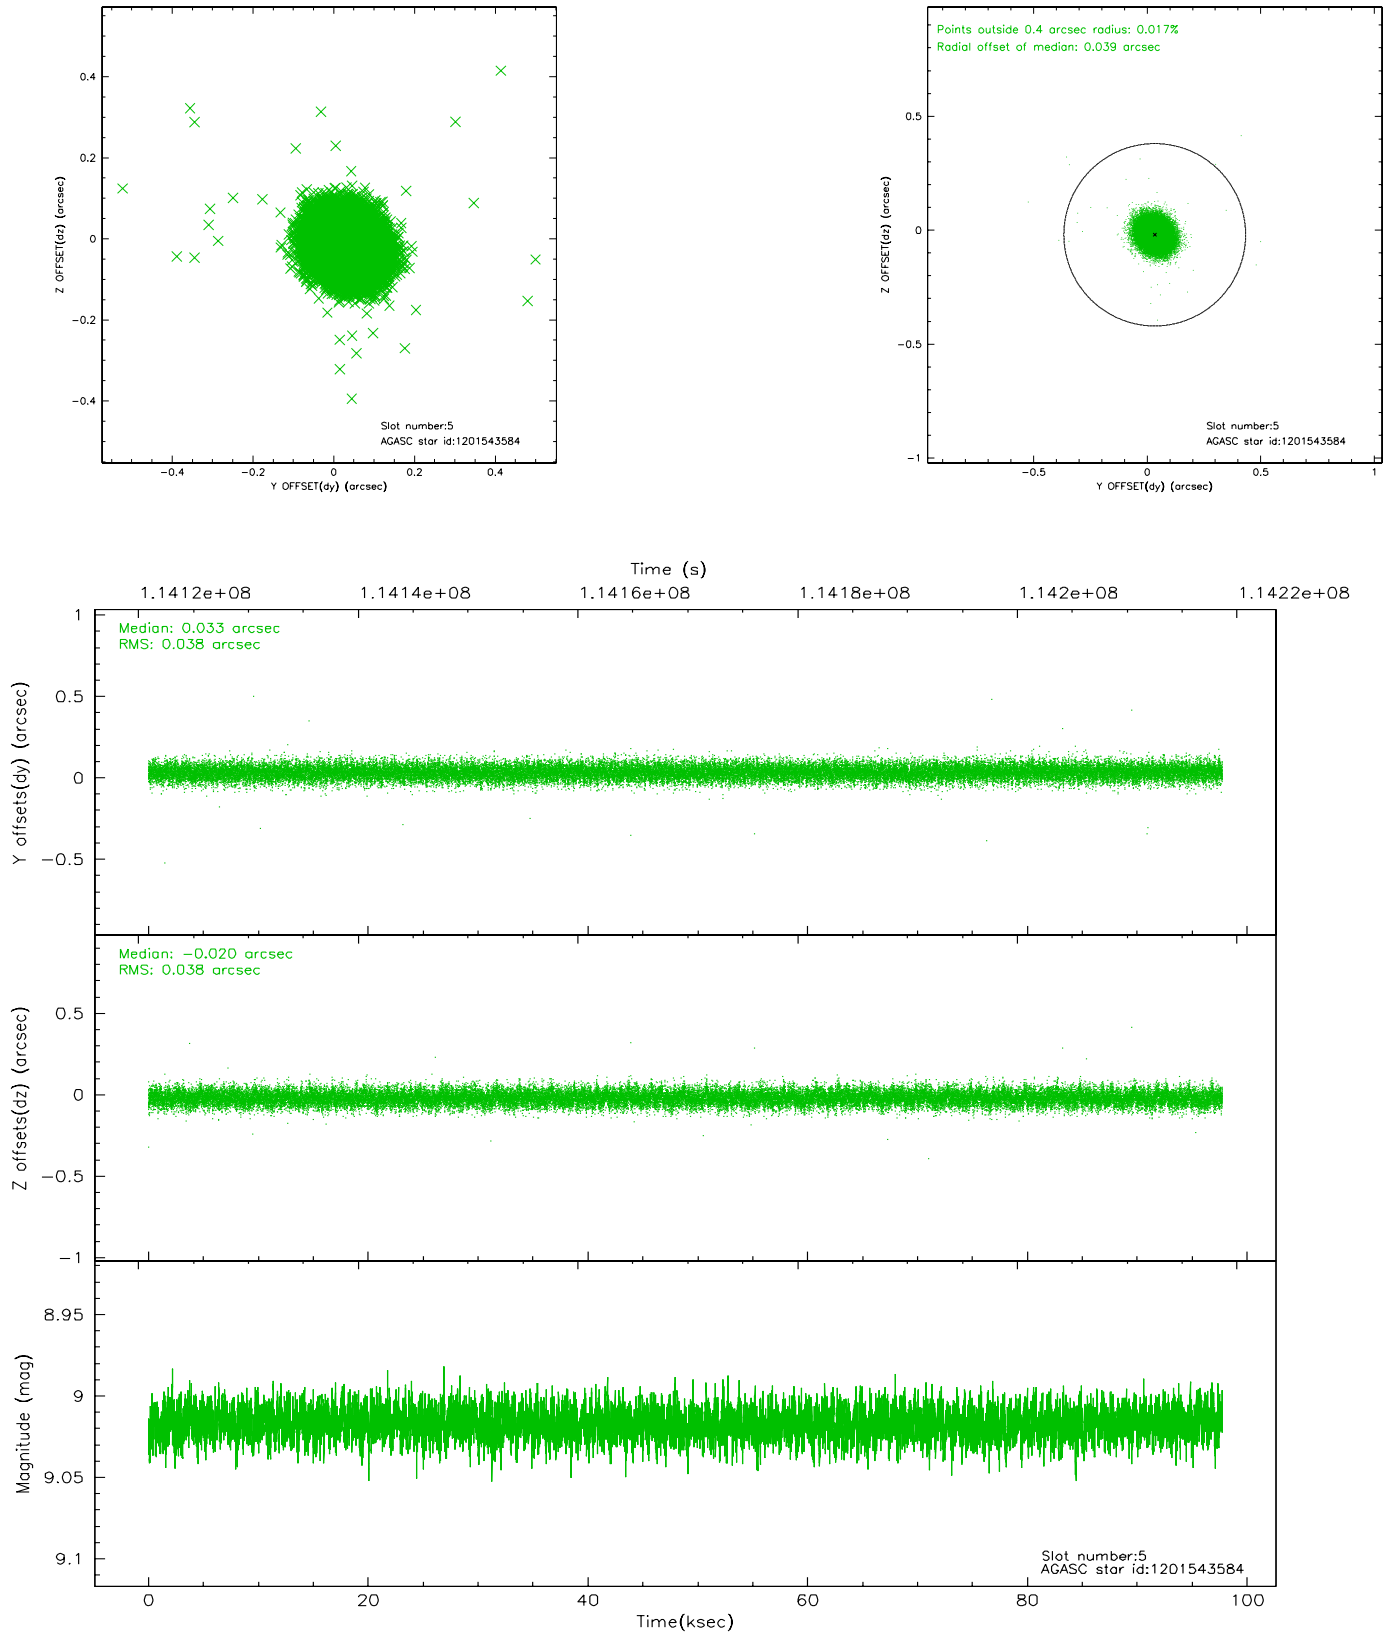 0.4
0.2
0
−0.2
−0.4
Z OFFSET(dz) (arcsec)
Slot number:5
AGASC star id:1201543584
−0.4 −0.2 0 0.2 0.4
Y OFFSET(dy) (arcsec)
Points outside 0.4 arcsec radius: 0.017%
Radial offset of median: 0.039 arcsec
0.5
0
−0.5
−1
Z OFFSET(dz) (arcsec)
Slot number:5
AGASC star id:1201543584
−0.5 0 0.5 1
Y OFFSET(dy) (arcsec)
Time (s)
1.1412e+08 1.1414e+08 1.1416e+08 1.1418e+08 1.142e+08 1.1422e+08
Median: 0.033 arcsec
RMS: 0.038 arcsec
1
0.5
0
−0.5
Y offsets(dy) (arcsec)
Median: −0.020 arcsec
RMS: 0.038 arcsec
0.5
0
−0.5
−1
Z offsets(dz) (arcsec)
8.95
9
9.05
9.1
Magnitude (mag)
Slot number:5
AGASC star id:1201543584
0 20 40 60 80 100
Time(ksec)